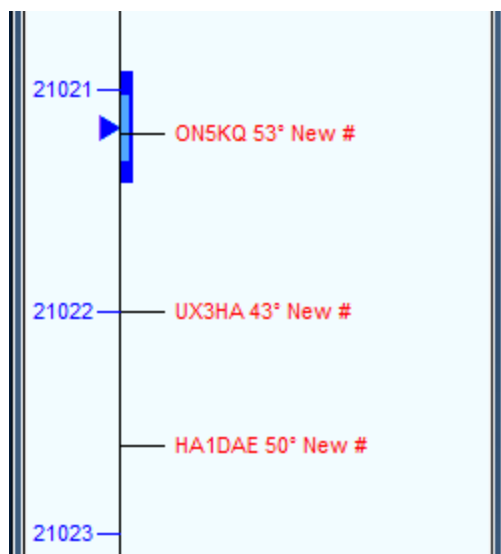 21021
ON5KQ 53° New #
21022
UX3HA 43° New #
HA1DAE 50° New #
21023